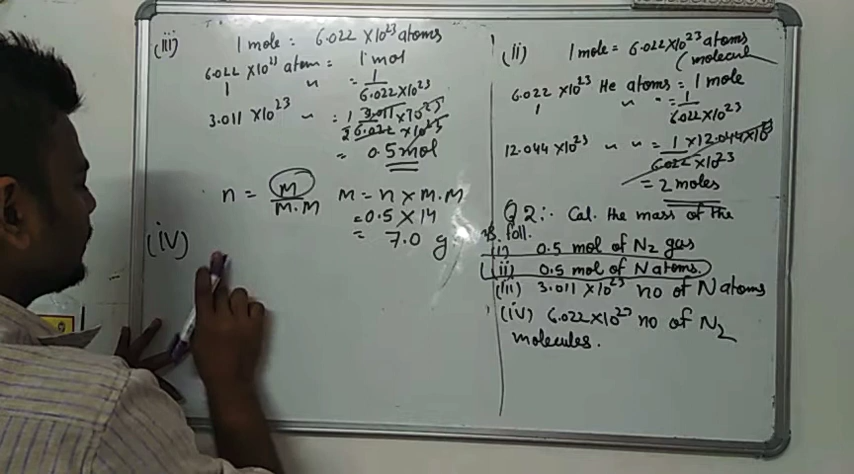 (iii) 1 mole = 6.022 ×10²³ atoms
6.022 ×10²³ atom = 1 mol
1 〃 = 1/6.022×10²³
3.011 ×10²³ 〃 = 1 3.011×10²³
2 6.022 ×10²³
= 0.5 mol
n = m/M.M m = n × M.M
= 0.5 × 14
= 7.0 g.
(iv)
(ii) 1 mole = 6.022×10²³ atoms
(molecul
6.022 ×10²³ He atoms = 1 mole
1 〃 〃 = 1/6.022×10²³
12.044 ×10²³ 〃 〃 = 1×12.044×10²³/6.022 ×10²³
= 2 moles
Q 2:- Cal. the mass of the
foll.
(i) 0.5 mol of N₂ gas
(ii) 0.5 mol of N atoms.
(iii) 3.011 ×10²³ no of N atoms
(iv) 6.022×10²³ no of N₂
molecules.